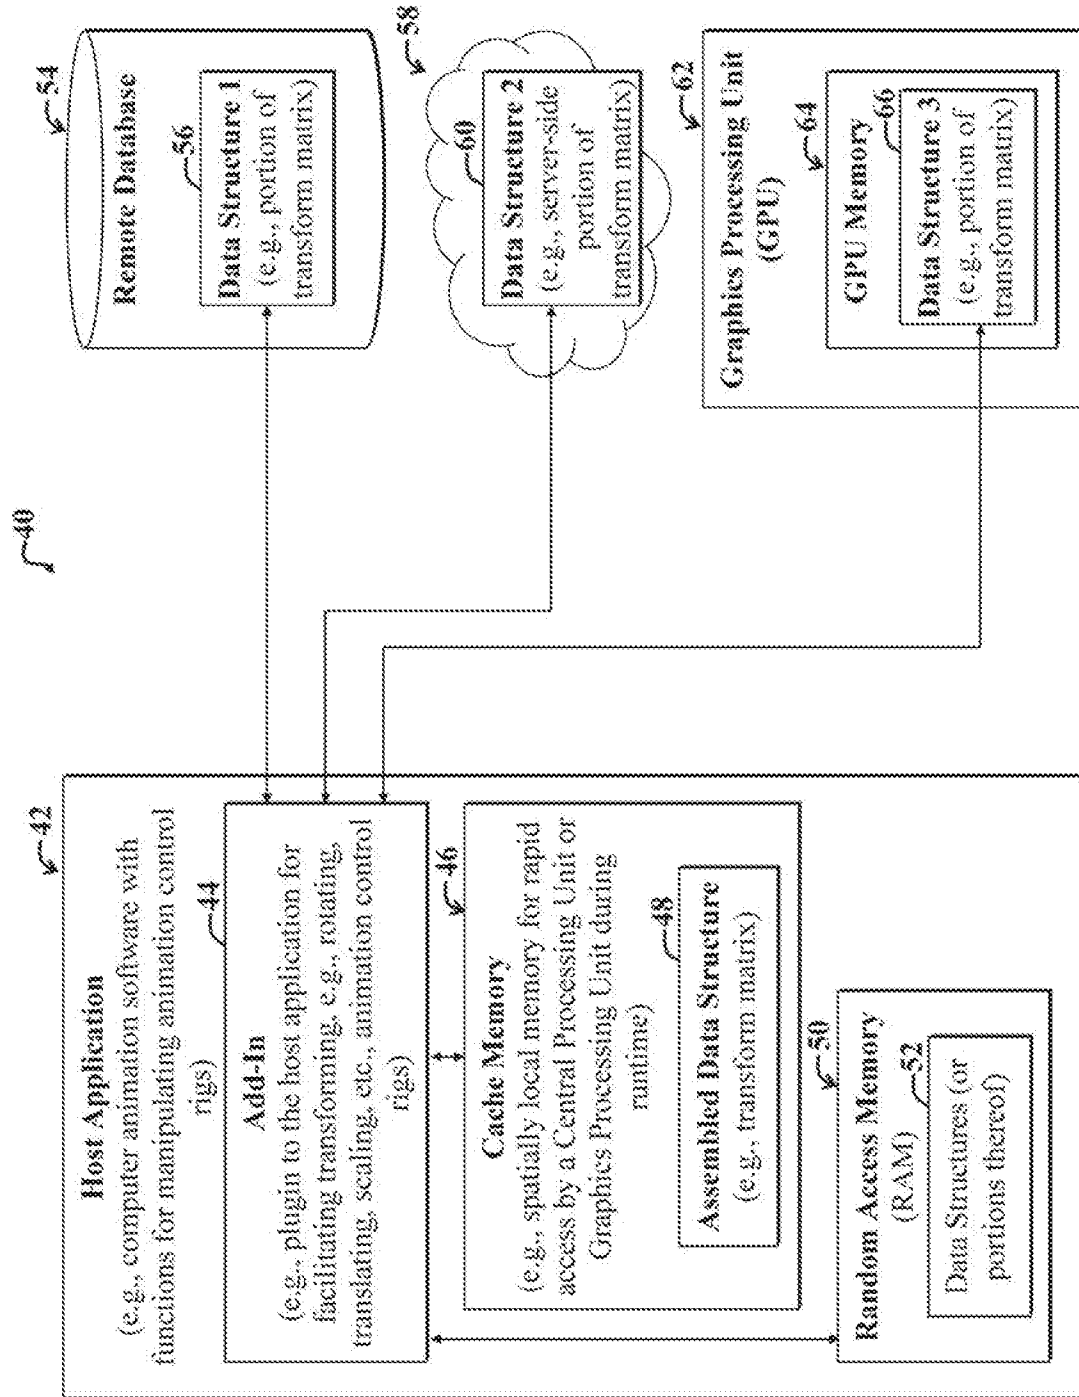 40
42
Host Application
(e.g., computer animation software with
functions for manipulating animation control
rigs)
44
Add-In
(e.g., plugin to the host application for
facilitating transforming, e.g., rotating,
translating, scaling, etc., animation control
rigs)
46
Cache Memory
(e.g., spatially local memory for rapid
access by a Central Processing Unit or
Graphics Processing Unit during
runtime)
48
Assembled Data Structure
(e.g., transform matrix)
50
Random Access Memory
(RAM)
52
Data Structures (or
portions thereof)
54
Remote Database
56
Data Structure 1
(e.g., portion of
transform matrix)
58
60
Data Structure 2
(e.g., server-side
portion of
transform matrix)
62
Graphics Processing Unit
(GPU)
64
GPU Memory
66
Data Structure 3
(e.g., portion of
transform matrix)